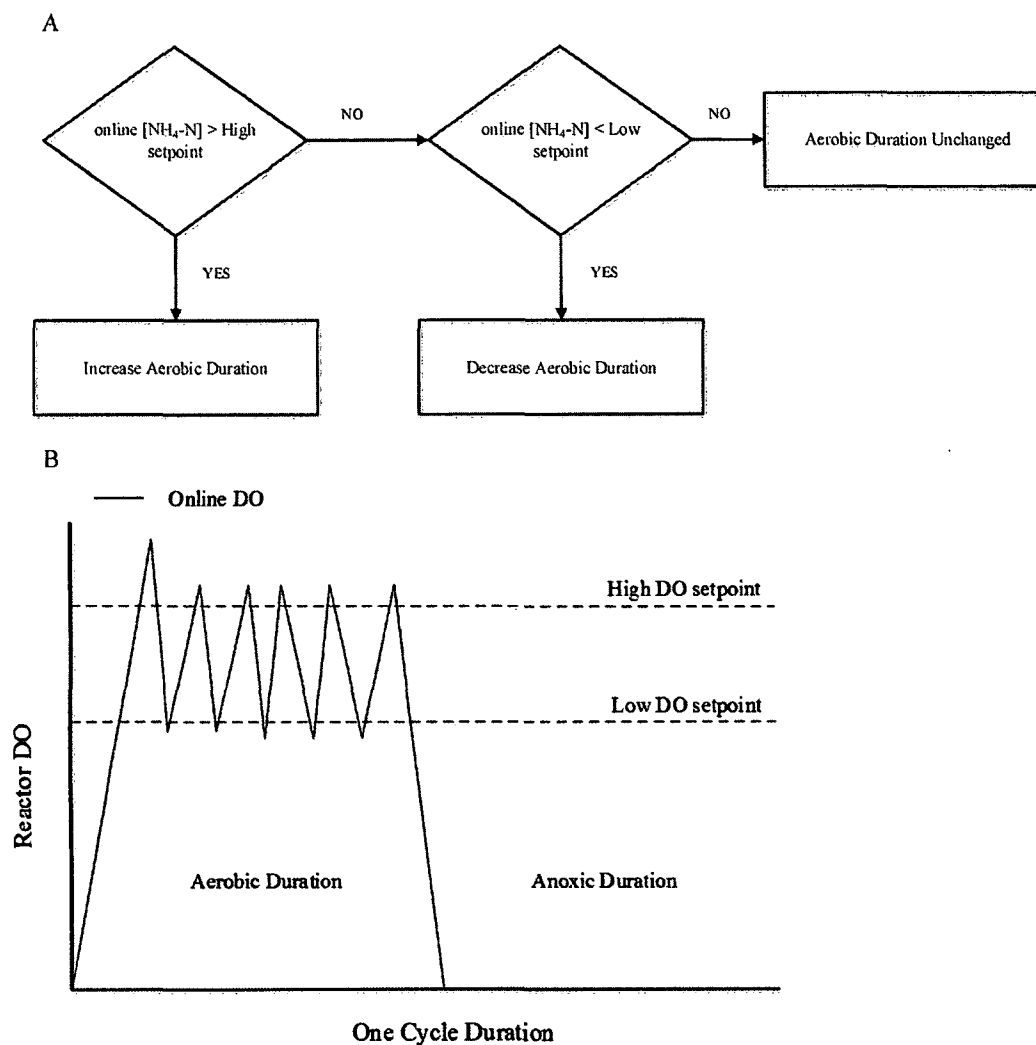 A
online [NH4-N] > High
setpoint
NO
online [NH4-N] < Low
setpoint
NO
Aerobic Duration Unchanged
YES
YES
Increase Aerobic Duration
Decrease Aerobic Duration
B
Online DO
High DO setpoint
Low DO setpoint
Reactor DO
Aerobic Duration
Anoxic Duration
One Cycle Duration